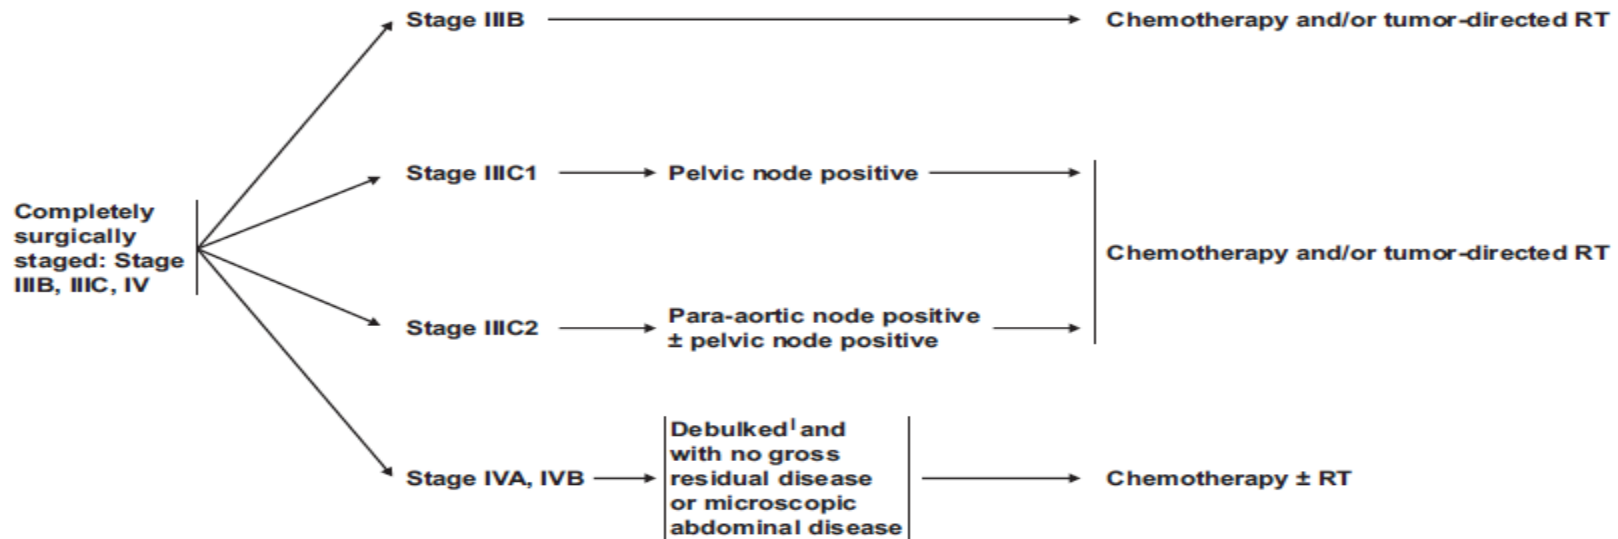 Stage IIIB
Chemotherapy and/or tumor-directed RT
Stage IIIC1
Pelvic node positive
Completely
surgically
staged: Stage
IIIB, IIIC, IV
Chemotherapy and/or tumor-directed RT
Stage IIIC2
Para-aortic node positive
± pelvic node positive
Stage IVA, IVB
Debulkedˡ and
with no gross
residual disease
or microscopic
abdominal disease
Chemotherapy ± RT